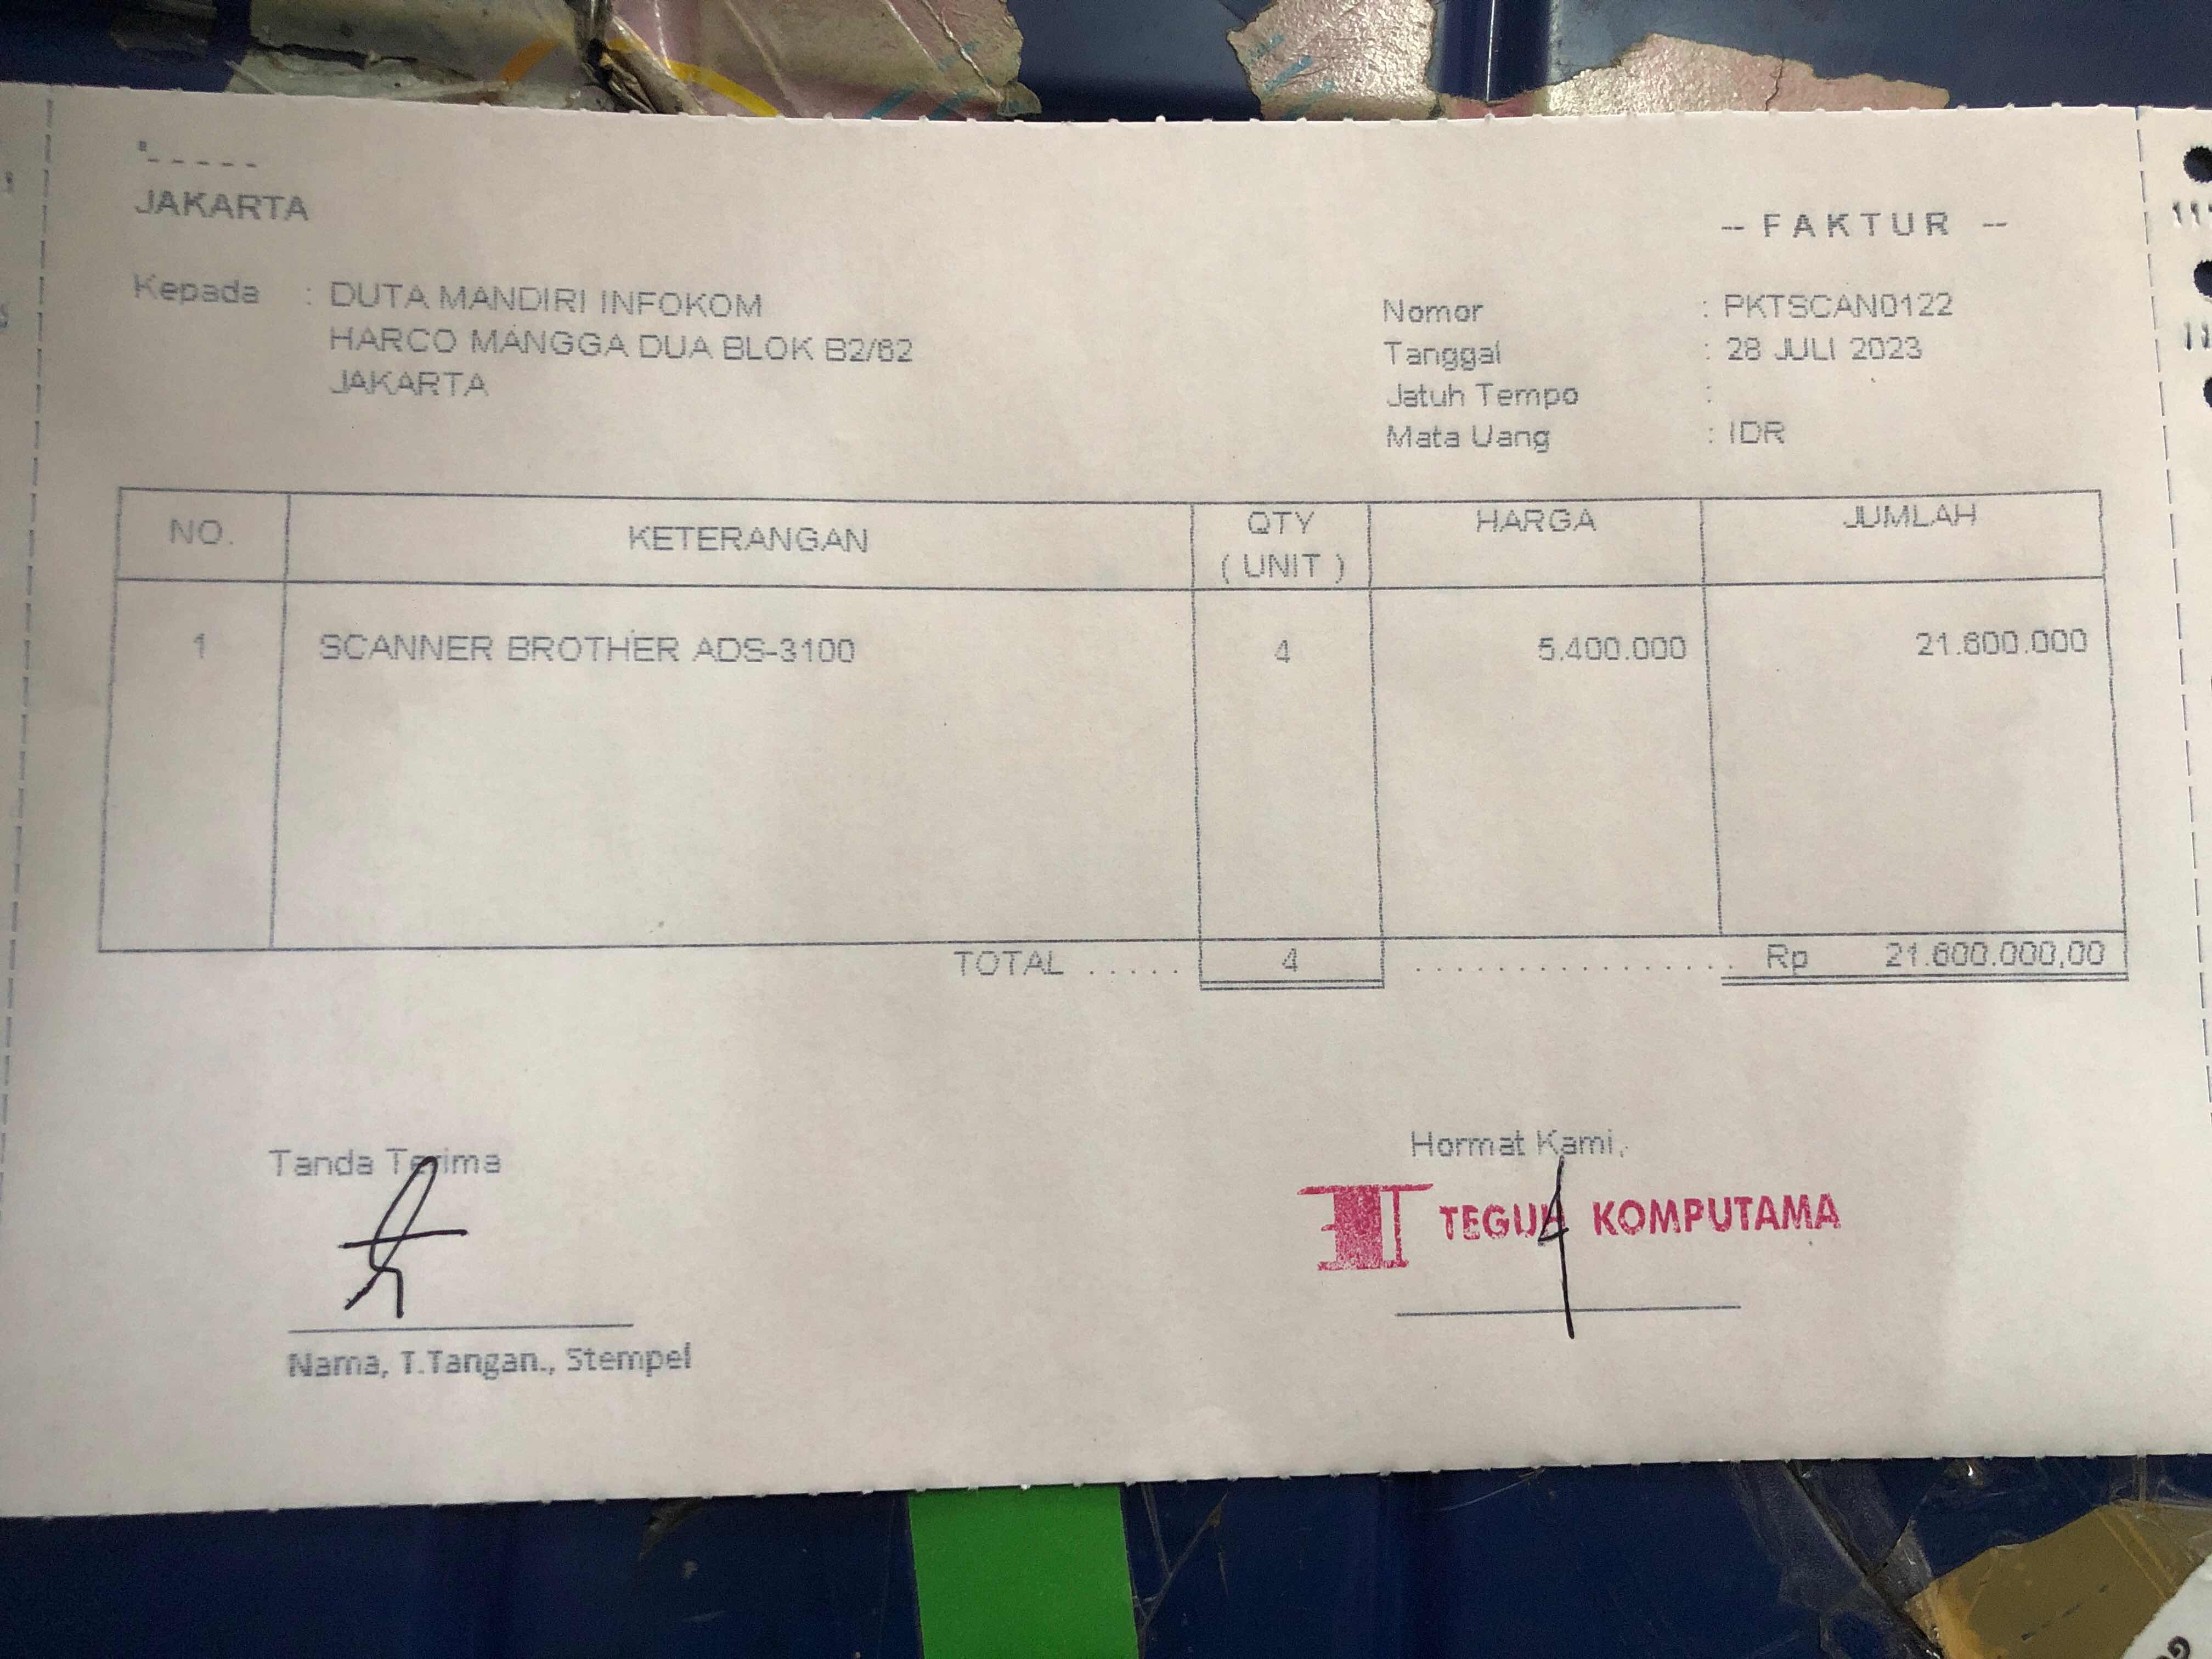 JAKARTA
-- FAKTUR --
Kepada : DUTA MANDIRI INFOKOM
HARCO MANGGA DUA BLOK B2/62
JAKARTA
Nomor : PKTSCAN0122
Tanggal : 28 JULI 2023
Jatuh Tempo :
Mata Uang : IDR
NO. KETERANGAN QTY ( UNIT ) HARGA JUMLAH
1 SCANNER BROTHER ADS-3100 4 5.400.000 21.600.000
TOTAL ..... 4 ................ Rp 21.600.000,00
Tanda Terima
Hormat Kami,
TEGUH KOMPUTAMA
Nama, T.Tangan., Stempel